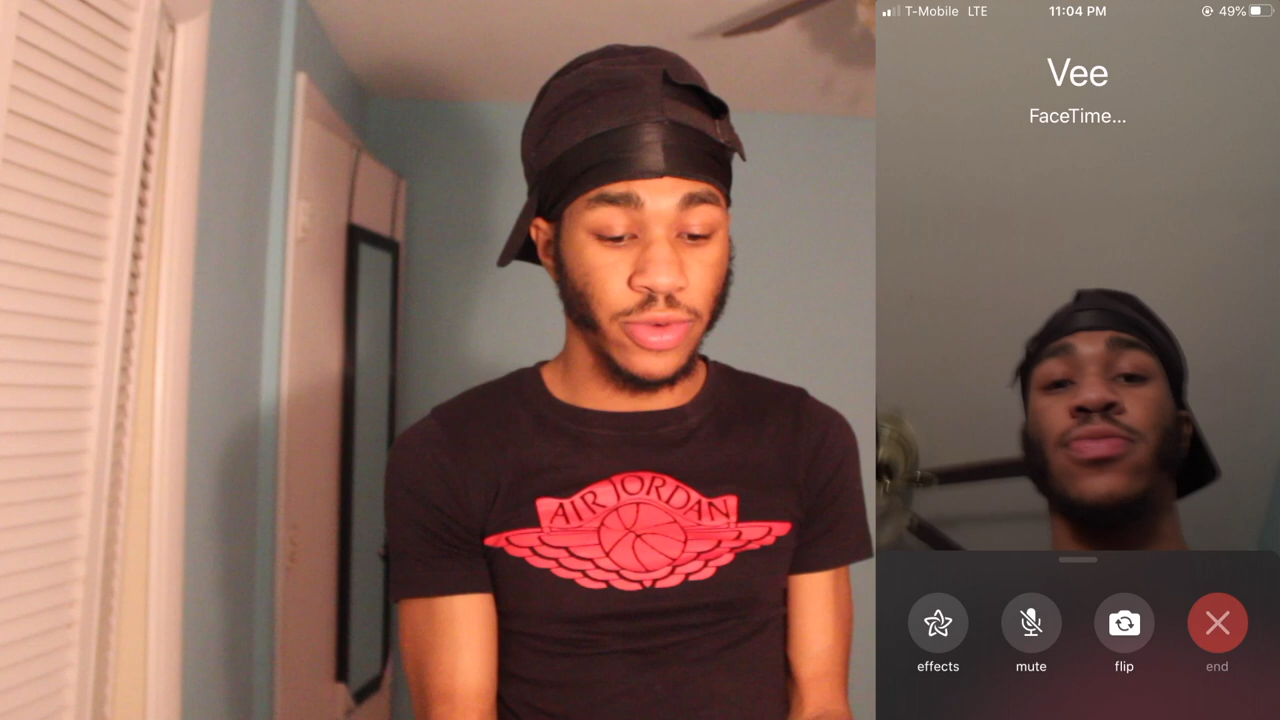 AIR JORDAN
T-Mobile LTE 11:04 PM 49%
Vee
FaceTime...
effects mute flip end